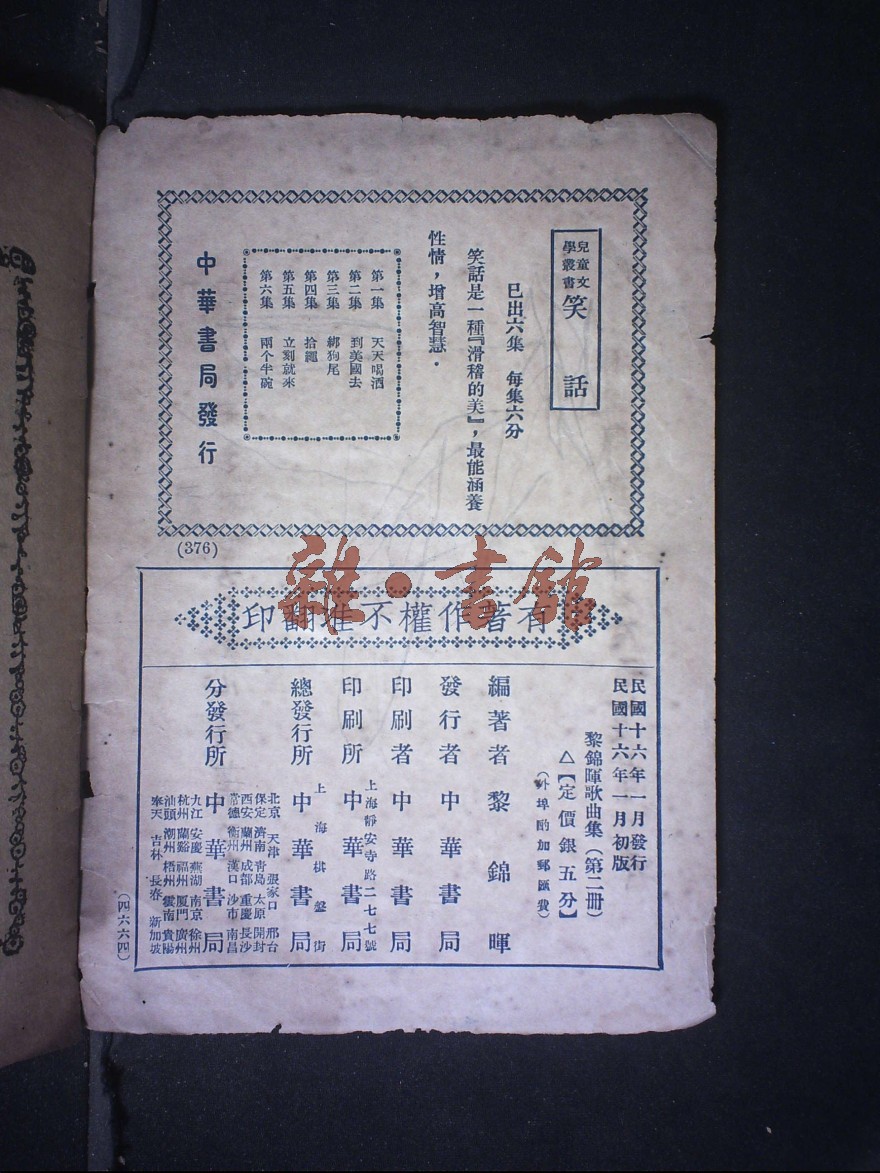 兒童文
學叢書
笑話
已出六集 每集六分
笑話是一種『滑稽的美』，最能涵養
性情，增高智慧．
第一集 天天喝酒
第二集 到美國去
第三集 綁狗尾
第四集 拾繩
第五集 立刻就來
第六集 兩个半碗
中華書局發行
(376)
雜·書館
有著作權不准翻印
民國十六年一月發行
民國十六年一月初版
黎錦暉歌曲集（第二冊）
△【定價銀五分】
（外埠酌加郵匯費）
編著者 黎錦暉
發行者 中華書局
印刷者 中華書局
上海靜安寺路二七七號
印刷所 中華書局
上海棋盤街
總發行所 中華書局
分發行所 中華書局
北京 天津 張家口 邢台
保定 濟南 青島 太原 開封
西安 蘭州 成都 重慶 長沙
常德 衡州 漢口 沙市 南昌
九江 安慶 蕪湖 南京 徐州
杭州 蘭谿 福州 厦門 廣州
汕頭 潮州 梧州 雲南 貴陽
奉天 吉林 長春 新加坡
（四六六四）